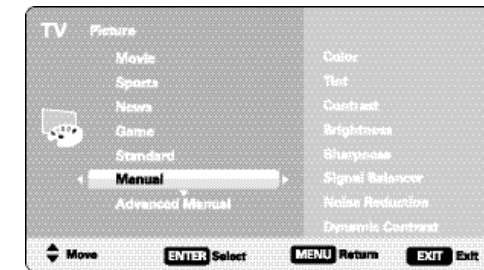 TV Picture
Movie
Sports
News
Game
Standard
Manual
Advanced Manual
Color
Tint
Contrast
Brightness
Sharpness
Signal Balancer
Noise Reduction
Dynamic Contrast
Move ENTER Select MENU Return EXIT Exit